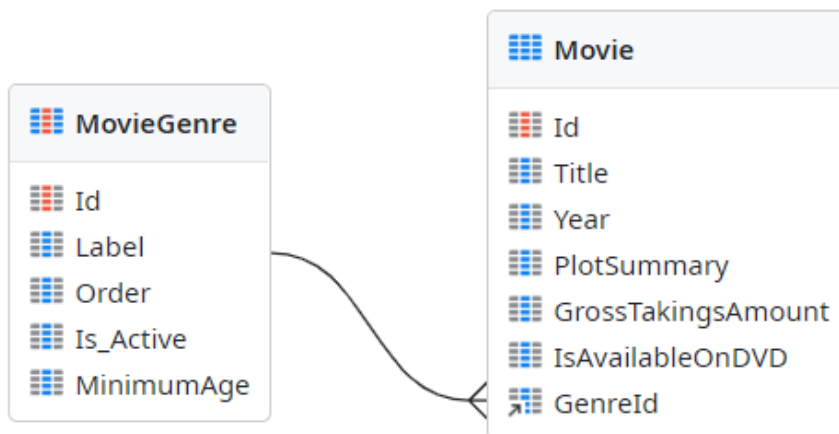 MovieGenre
Id
Label
Order
Is_Active
MinimumAge
Movie
Id
Title
Year
PlotSummary
GrossTakingsAmount
IsAvailableOnDVD
GenreId